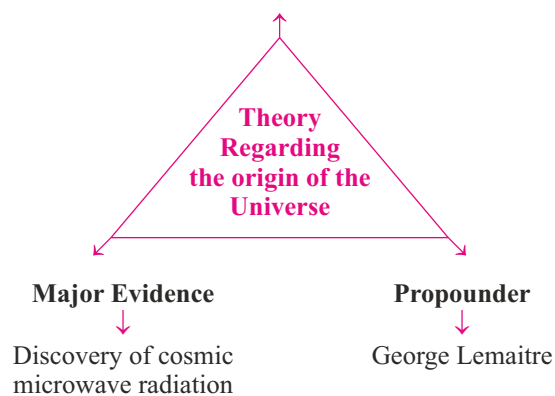 Theory
Regarding
the origin of the
Universe
Major Evidence
Discovery of cosmic
microwave radiation
Propounder
George Lemaitre